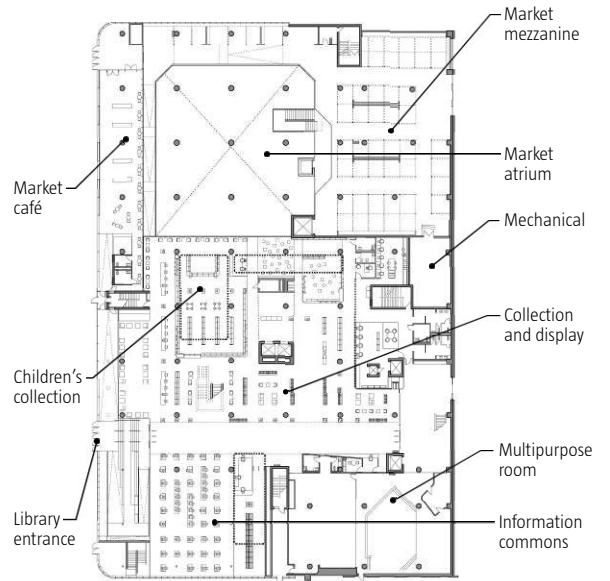 Market
mezzanine
Market
atrium
Market
café
Mechanical
Collection
and display
Children's
collection
Multipurpose
room
Library
entrance
Information
commons